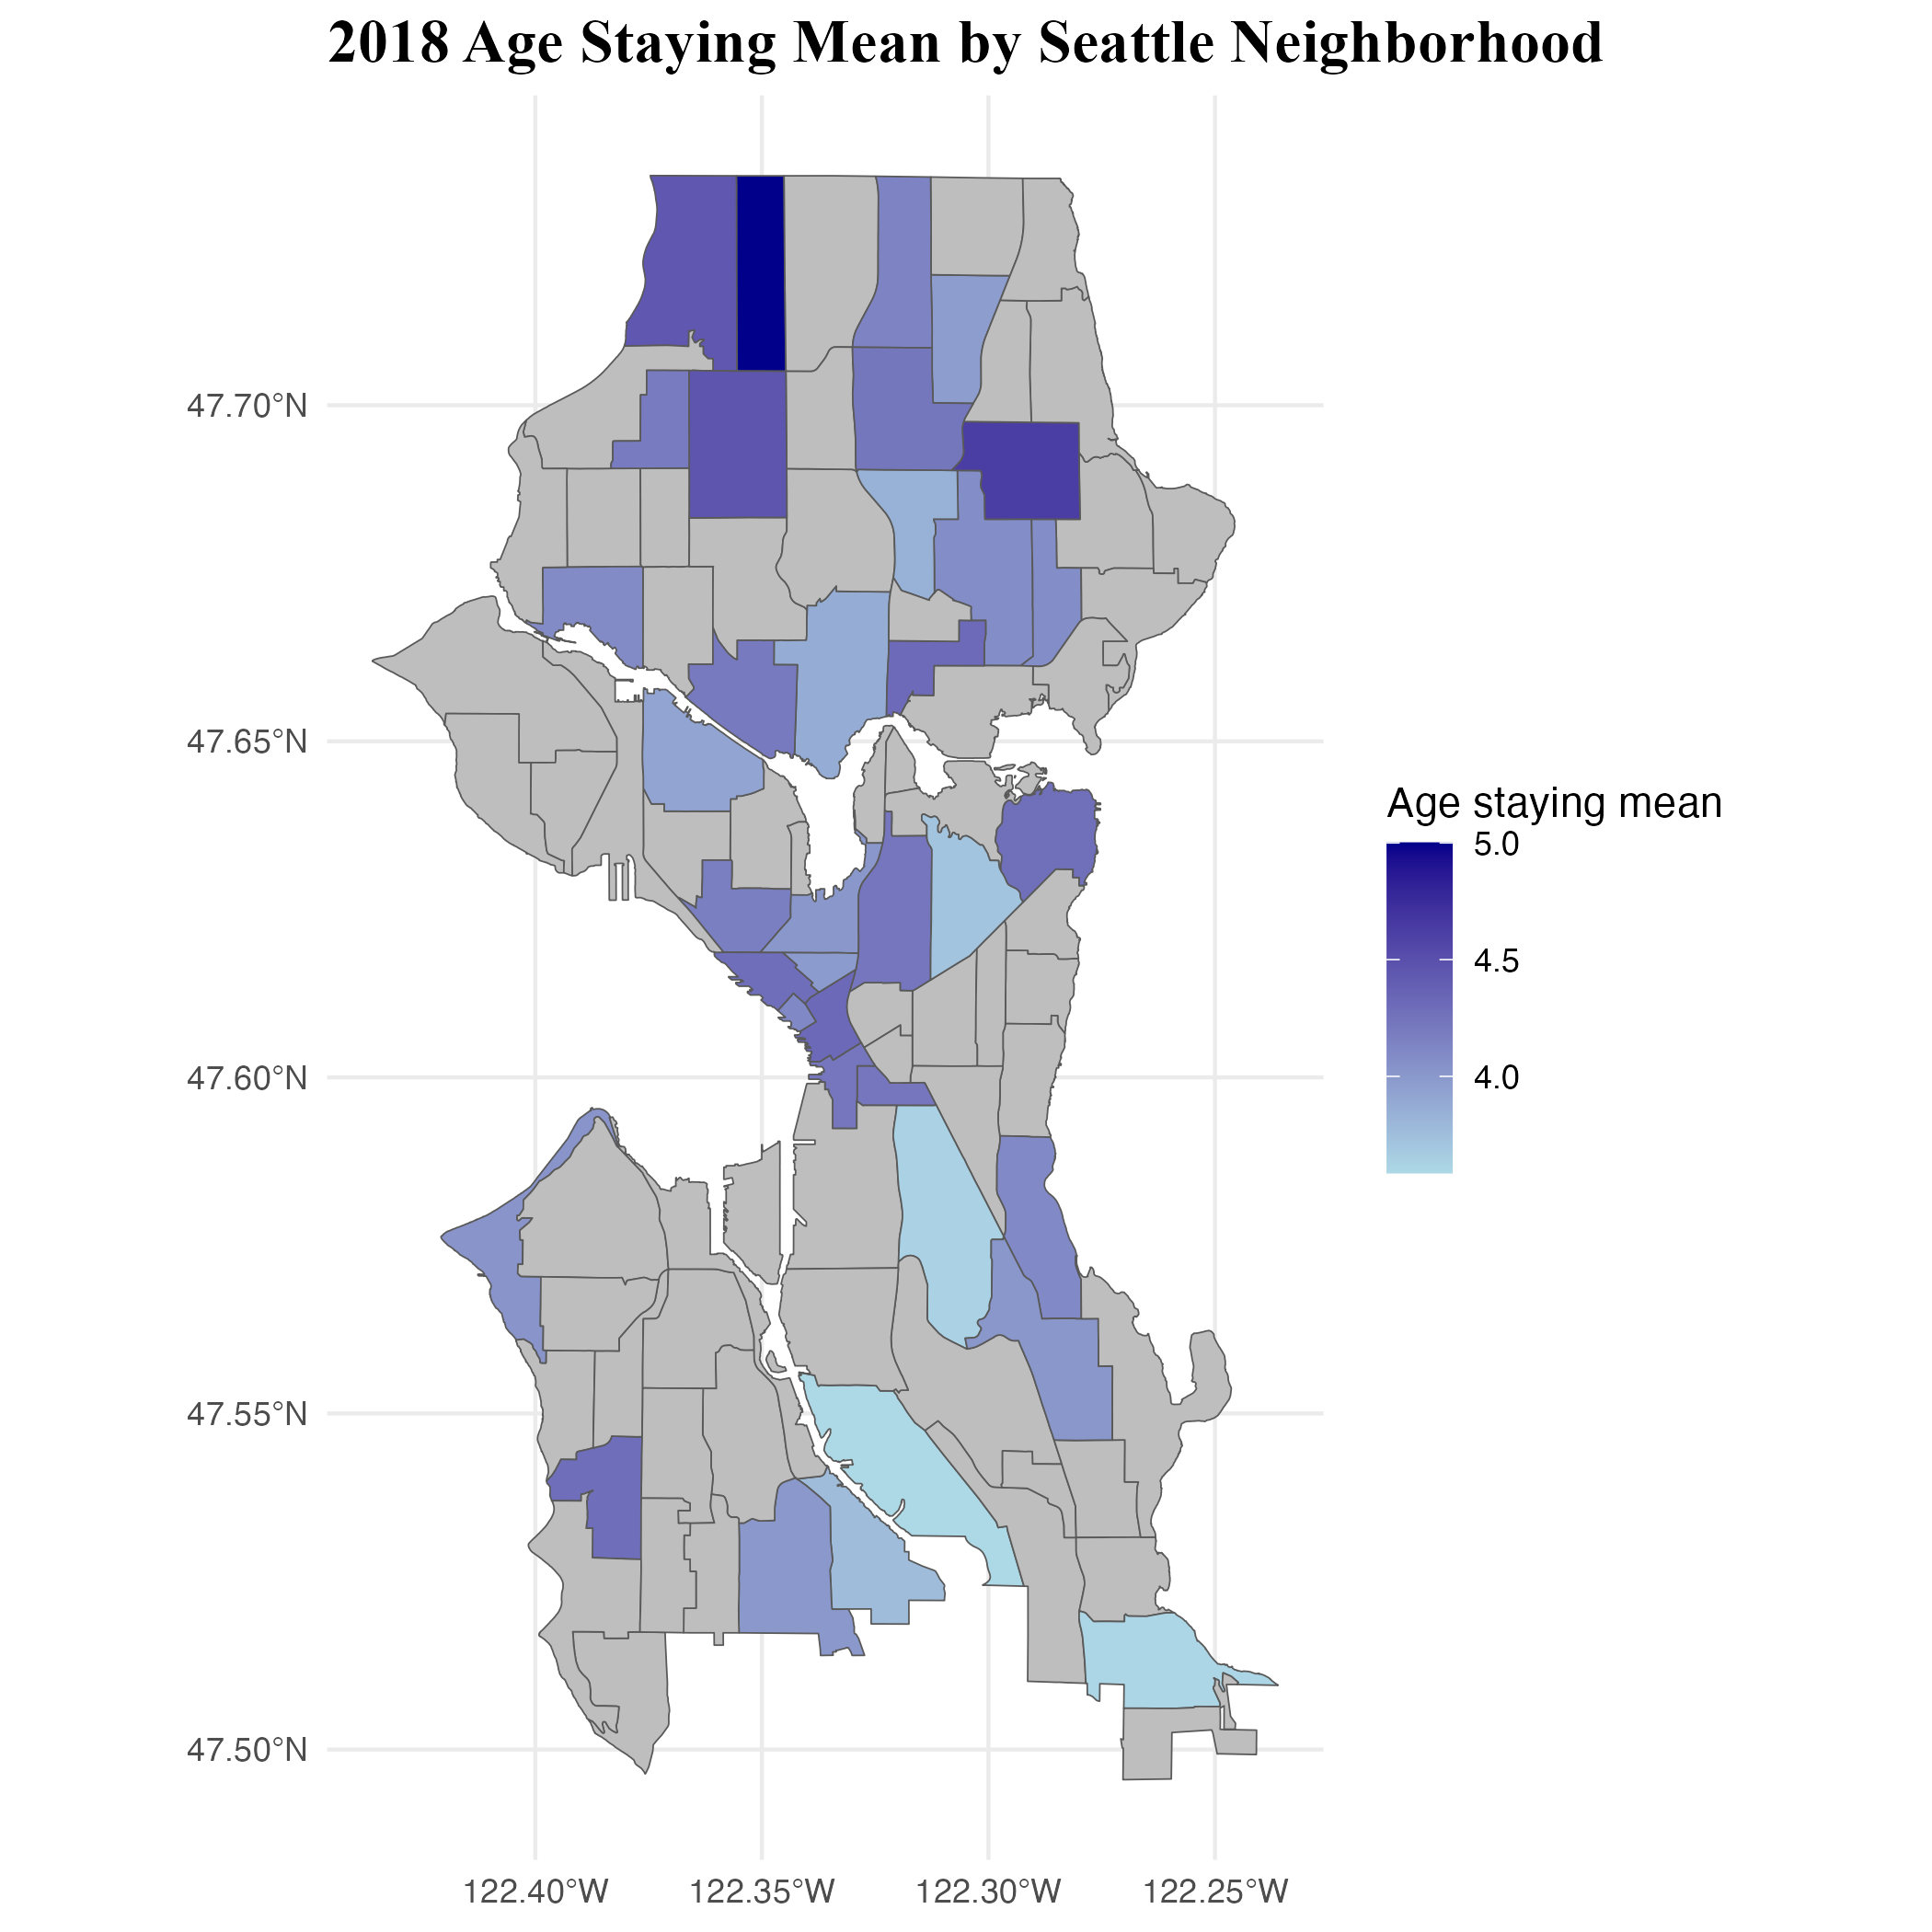 2018 Age Staying Mean by Seattle Neighborhood
47.70°N
47.65°N
47.60°N
47.55°N
47.50°N
122.40°W 122.35°W 122.30°W 122.25°W
Age staying mean
5.0
4.5
4.0